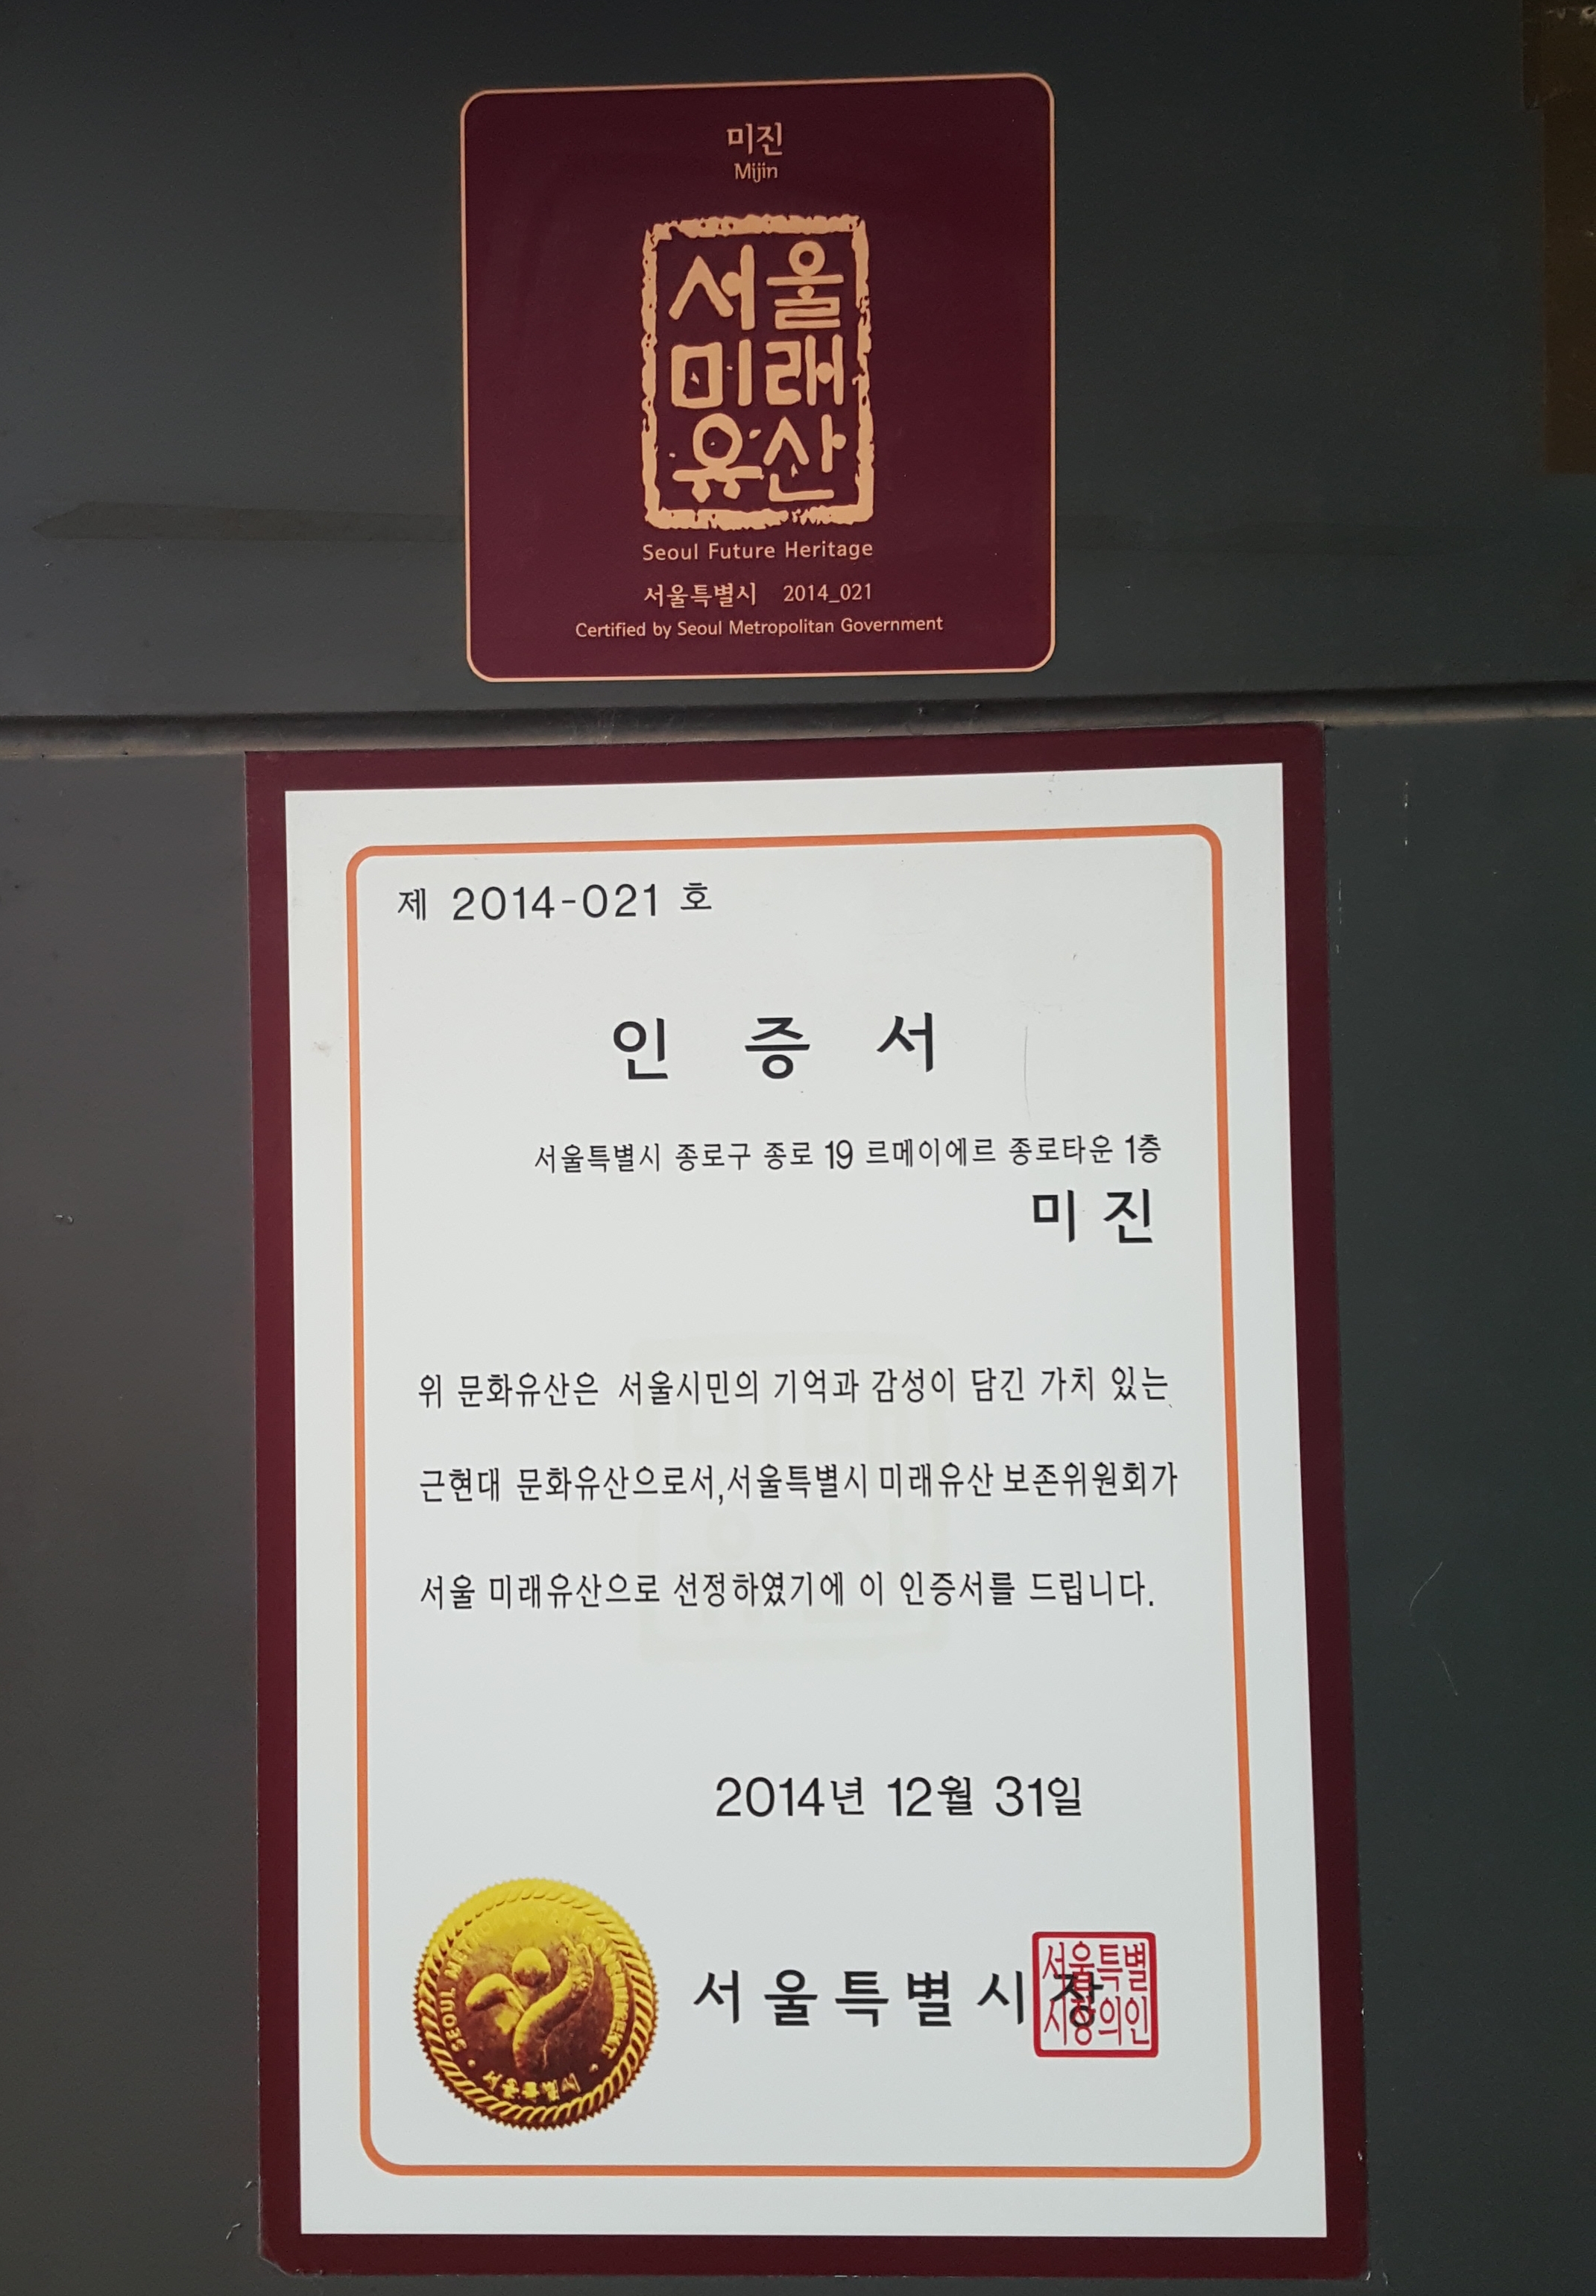 미진
Mijin
서울
미래
유산
Seoul Future Heritage
서울특별시 2014_021
Certified by Seoul Metropolitan Government
제 2014-021 호
인 증 서
서울특별시 종로구 종로 19 르메이에르 종로타운 1층
미 진
위 문화유산은 서울시민의 기억과 감성이 담긴 가치 있는
근현대 문화유산으로서,서울특별시 미래유산 보존위원회가
서울 미래유산으로 선정하였기에 이 인증서를 드립니다.
2014년 12월 31일
서울특별시장
서울특별
시장의인
SEOUL METROPOLITAN GOVERNMENT
서울특별시